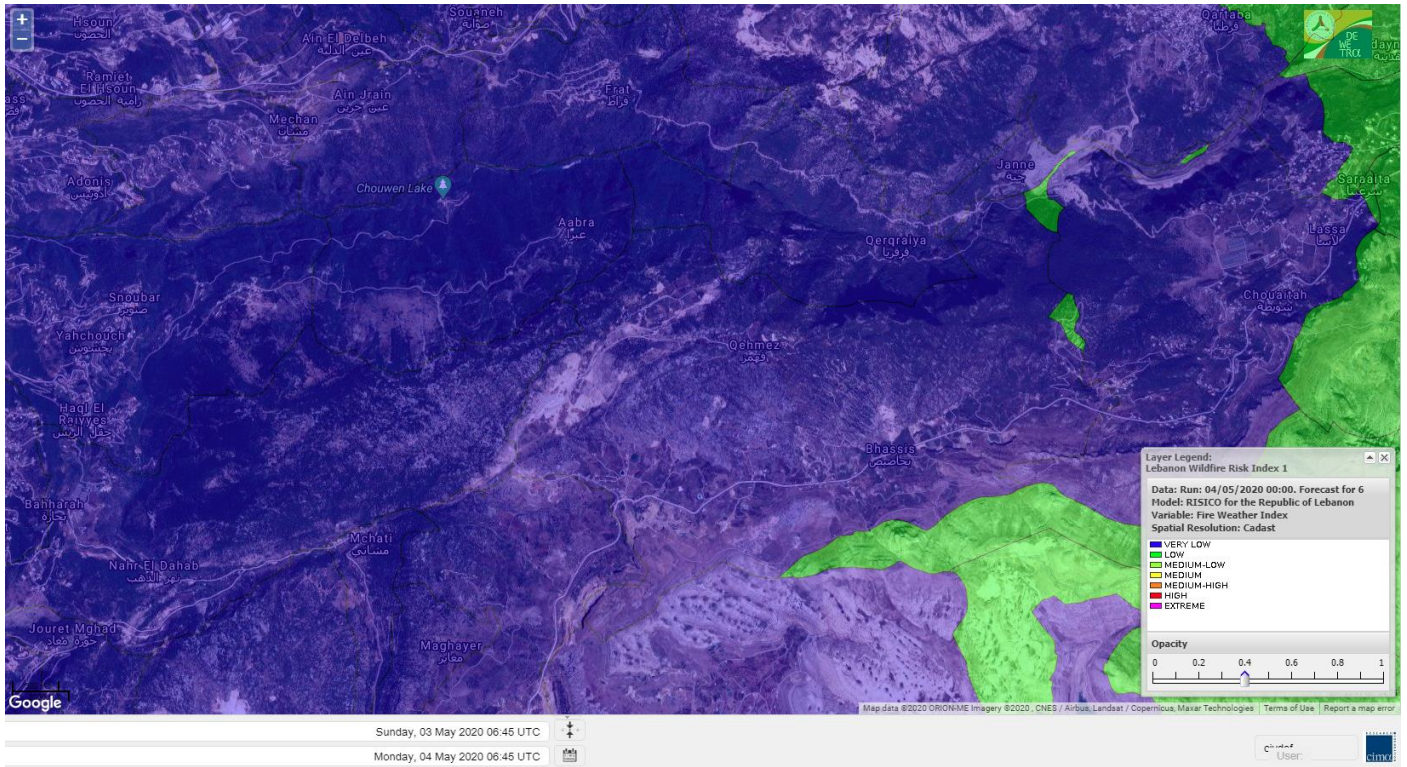 +
−
Hsoun
الحصون
Souaneh
صوانة
Qartaba
قرطبا
DE
WE
TRα
Ain El Delbeh
عين الدلبة
Ramiet
El Hsoun
رامية الحصون
Ain Jrain
عين جرين
Frat
فراط
Mechan
مشان
Janne
جنة
Adonis
أدونيس
Chouwen Lake
Saraaita
سرعيتا
Aabra
عبرا
Qerqraiya
قرقريا
Lassa
لاسا
Snoubar
صنوبر
Chouaitah
شويطة
Yahchouch
يحشوش
Qehmez
قهمز
Haql El
Raiyyes
حقل الريس
Bhassis
بحاصيص
Bahharah
بحارة
Mchati
مشاتي
Nahr El Dahab
نهر الذهب
Jouret Mghad
جورة مغاد
Maghayer
مغاير
Layer Legend:
Lebanon Wildfire Risk Index 1
Data: Run: 04/05/2020 00:00. Forecast for 6
Model: RISICO for the Republic of Lebanon
Variable: Fire Weather Index
Spatial Resolution: Cadast
VERY LOW
LOW
MEDIUM-LOW
MEDIUM
MEDIUM-HIGH
HIGH
EXTREME
Opacity
0 0.2 0.4 0.6 0.8 1
Google
Map data ©2020 ORION-ME Imagery ©2020 , CNES / Airbus, Landsat / Copernicus, Maxar Technologies Terms of Use Report a map error
Sunday, 03 May 2020 06:45 UTC
Monday, 04 May 2020 06:45 UTC
User:
cima